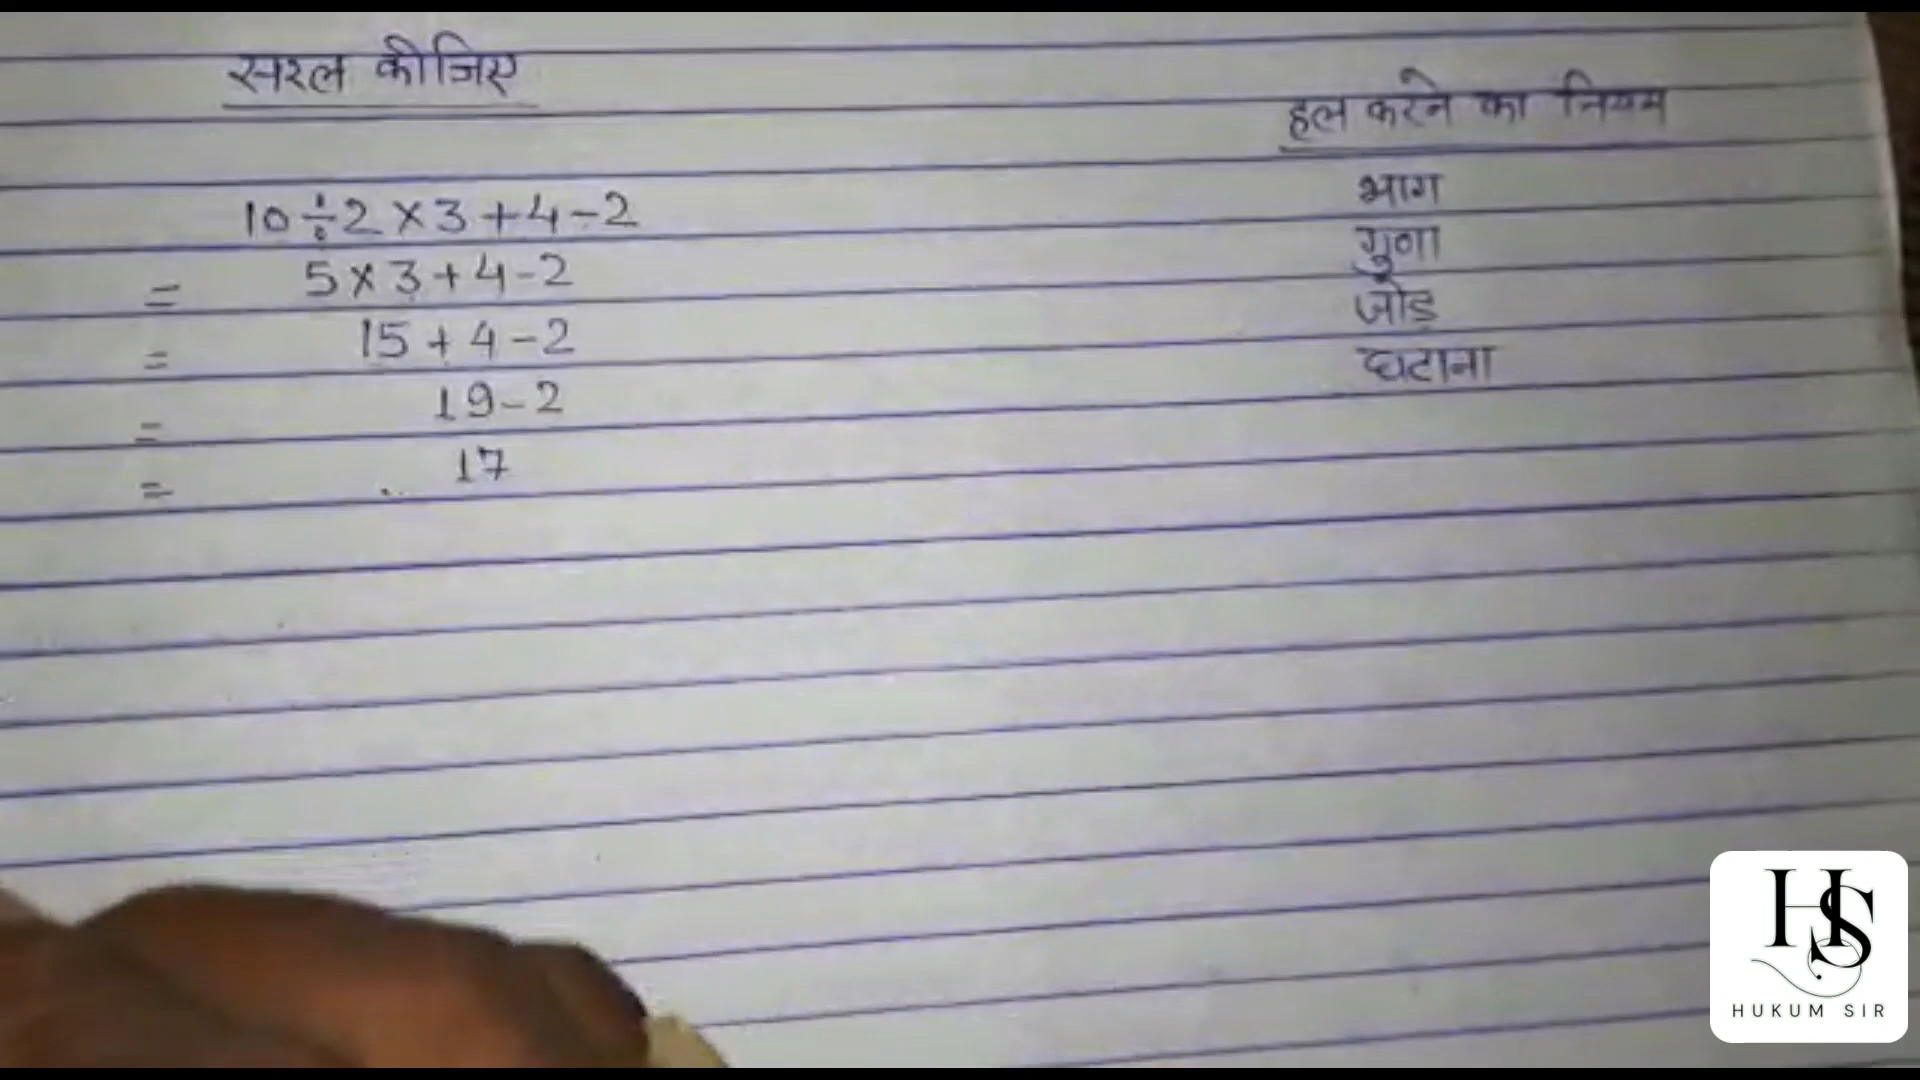 सरल कीजिए
10÷2×3+4-2
= 5×3+4-2
= 15+4-2
= 19-2
= 17
हल करने का नियम
भाग
गुणा
जोड़
घटाना
HS
HUKUM SIR